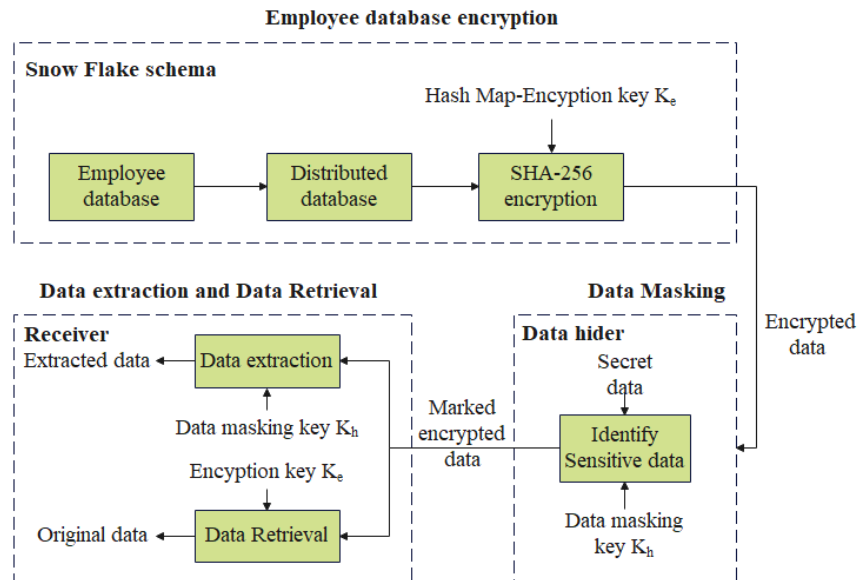 Employee database encryption
Snow Flake schema
Hash Map-Encyption key Ke
Employee
database
Distributed
database
SHA-256
encryption
Data extraction and Data Retrieval
Data Masking
Receiver
Extracted data
Data extraction
Data masking key Kh
Encyption key Ke
Original data
Data Retrieval
Marked
encrypted
data
Data hider
Secret
data
Identify
Sensitive data
Data masking
key Kh
Encrypted
data